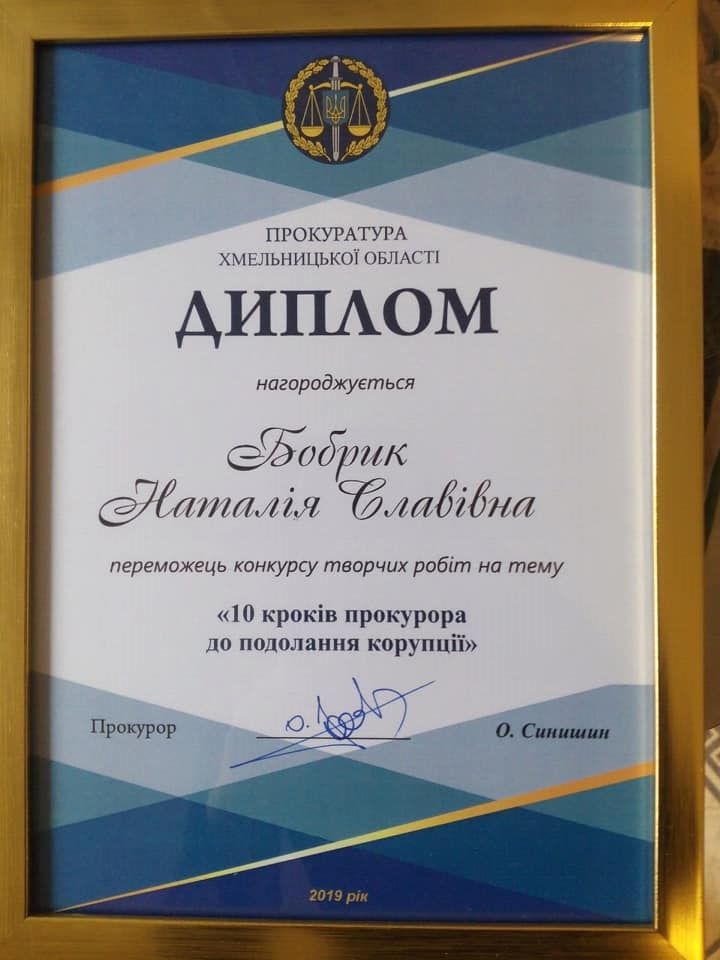 ПРОКУРАТУРА
ХМЕЛЬНИЦЬКОЇ ОБЛАСТІ
ДИПЛОМ
нагороджується
Бобрик
Наталія Славівна
переможець конкурсу творчих робіт на тему
«10 кроків прокурора
до подолання корупції»
Прокурор О. Синишин
2019 рік